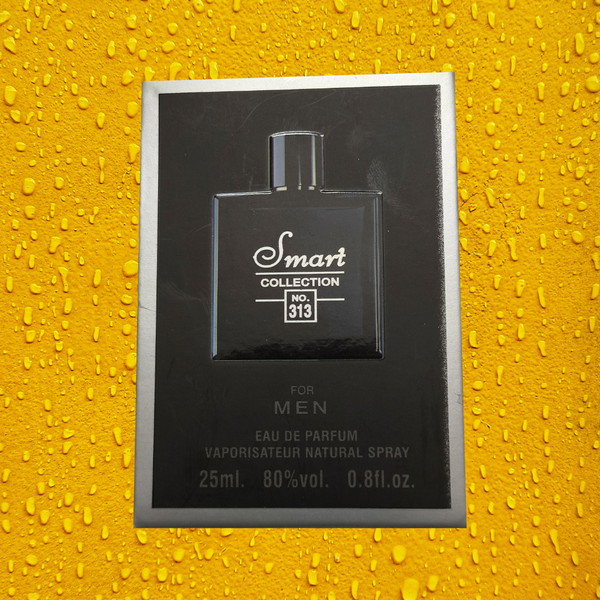 Smart
COLLECTION
NO.
313
FOR
MEN
EAU DE PARFUM
VAPORISATEUR NATURAL SPRAY
25ml. 80%vol. 0.8fl.oz.